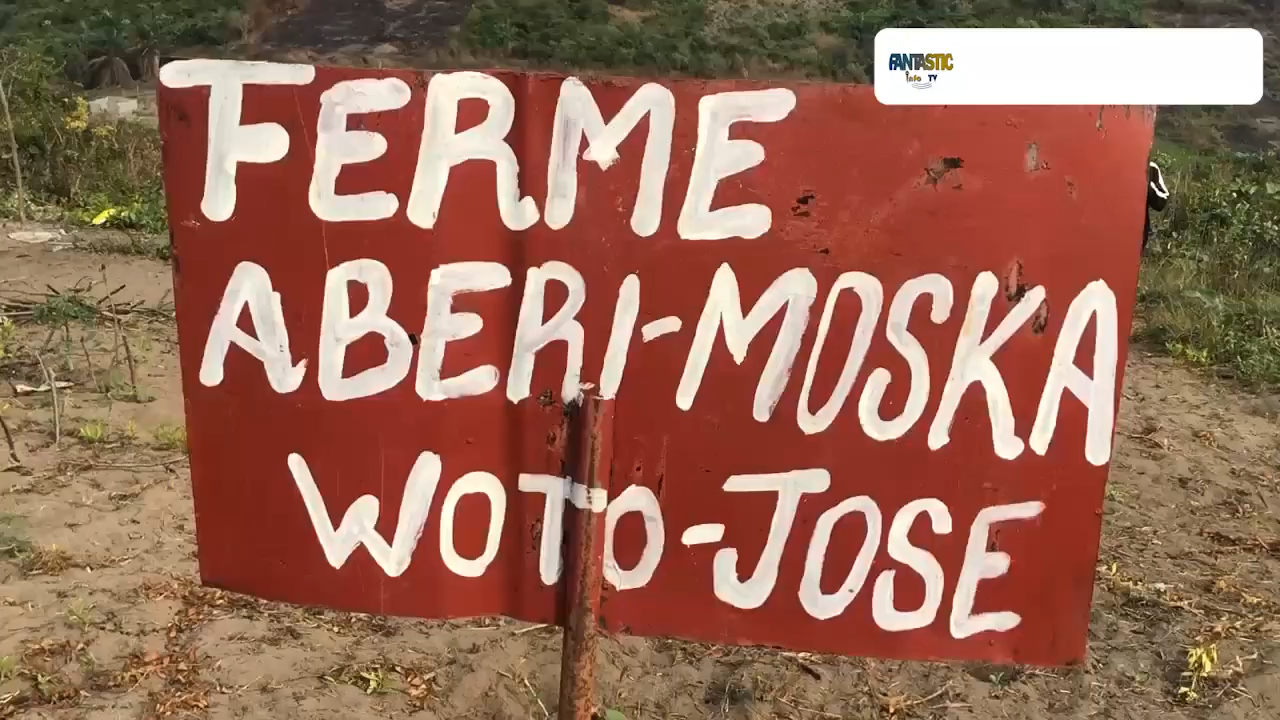 FANTASTIC
Info TV
FERME
ABERI-MOSKA
WOTO-JOSE